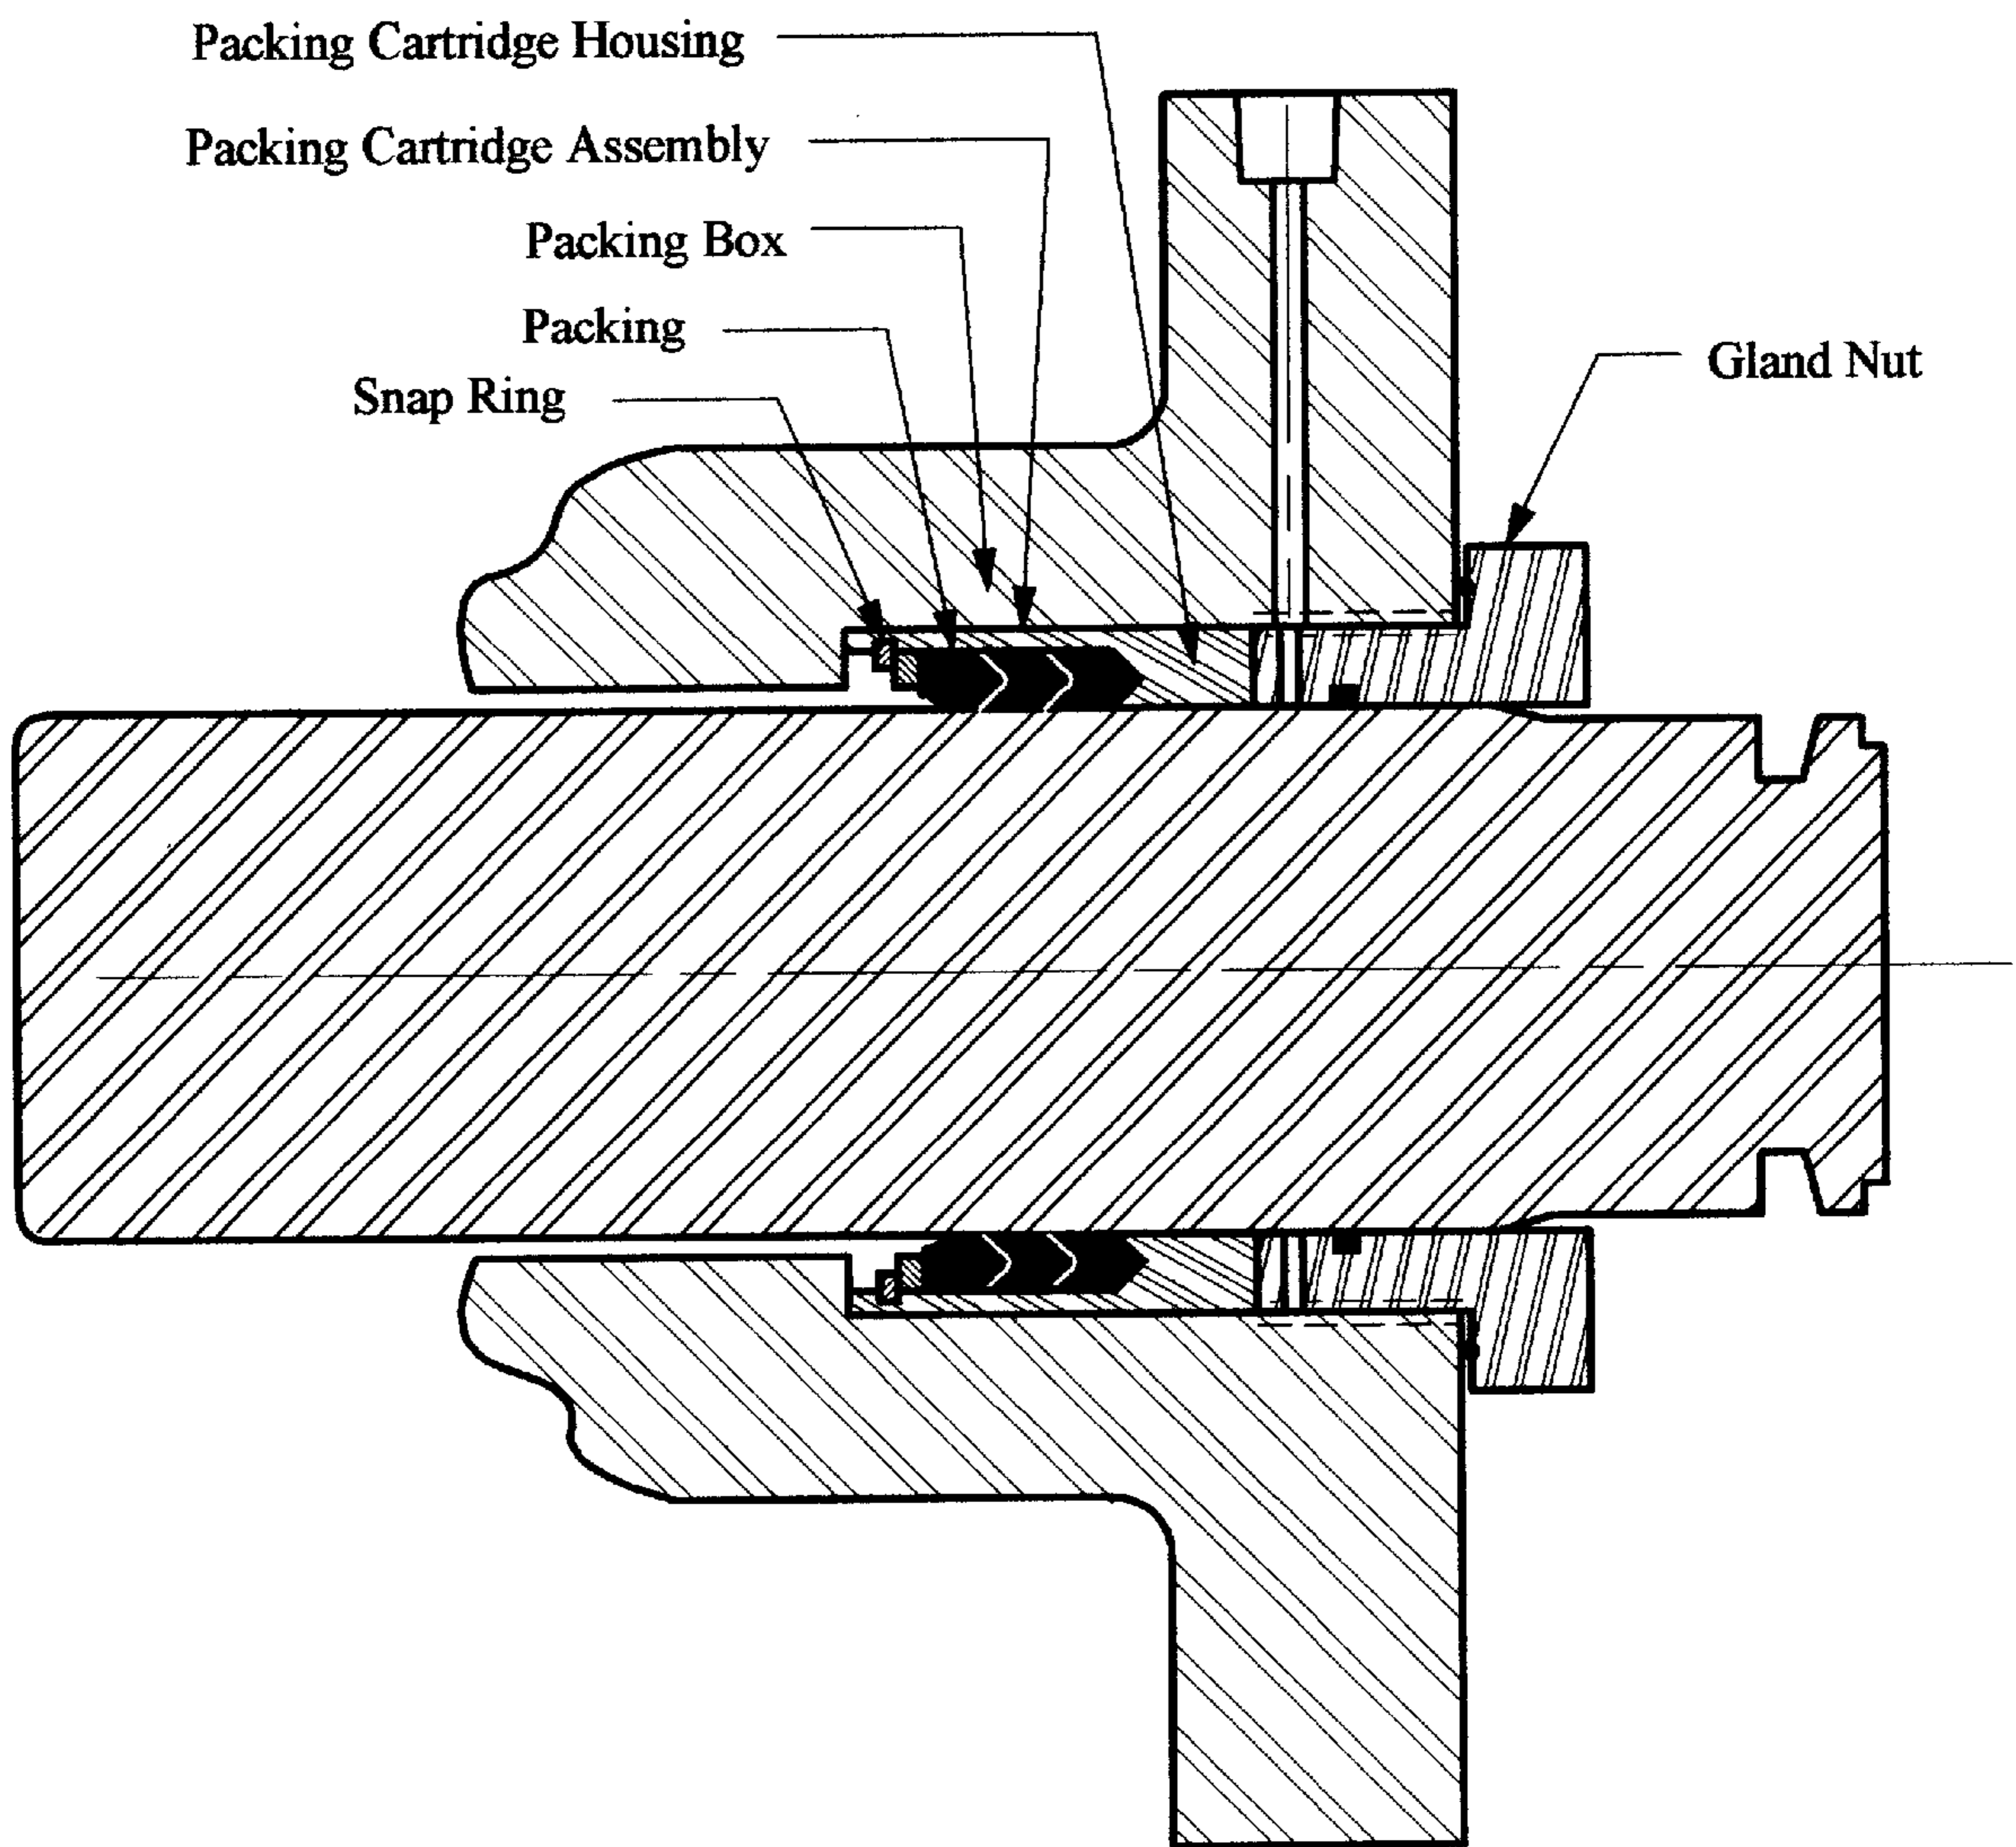 Packing Cartridge Housing
Packing Cartridge Assembly
Packing Box
Packing
Snap Ring
Gland Nut